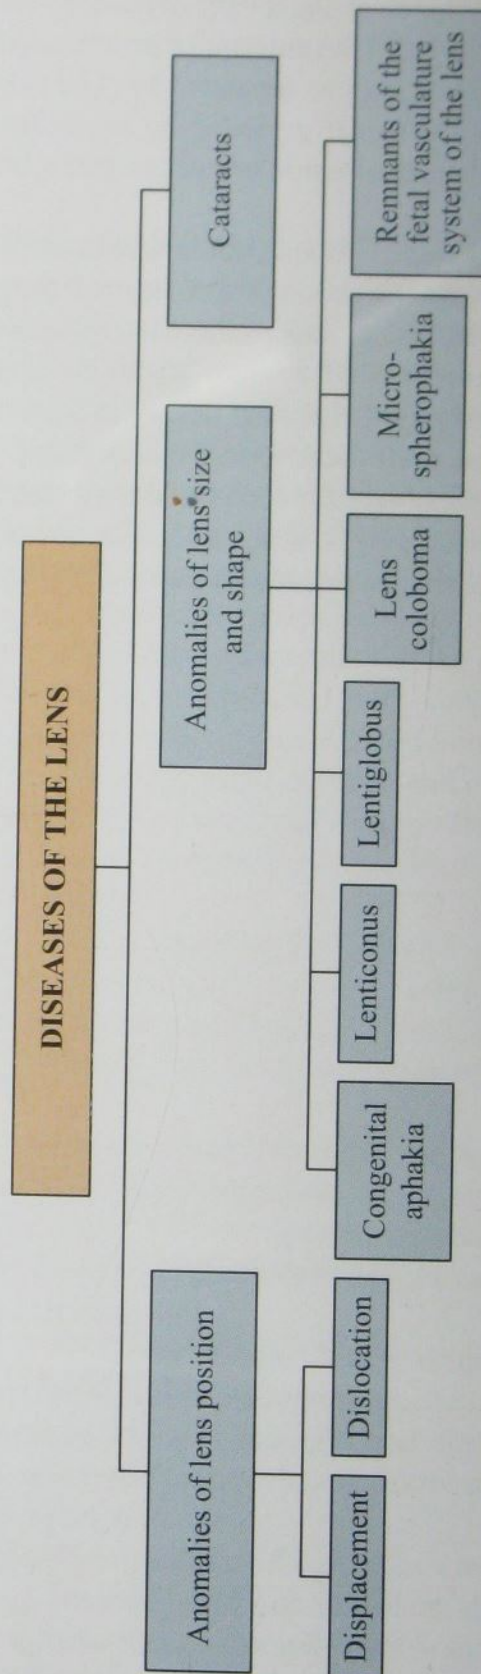 DISEASES OF THE LENS
Anomalies of lens position
Anomalies of lens size
and shape
Cataracts
Displacement
Dislocation
Congenital
aphakia
Lenticonus
Lentiglobus
Lens
coloboma
Micro-
spherophakia
Remnants of the
fetal vasculature
system of the lens